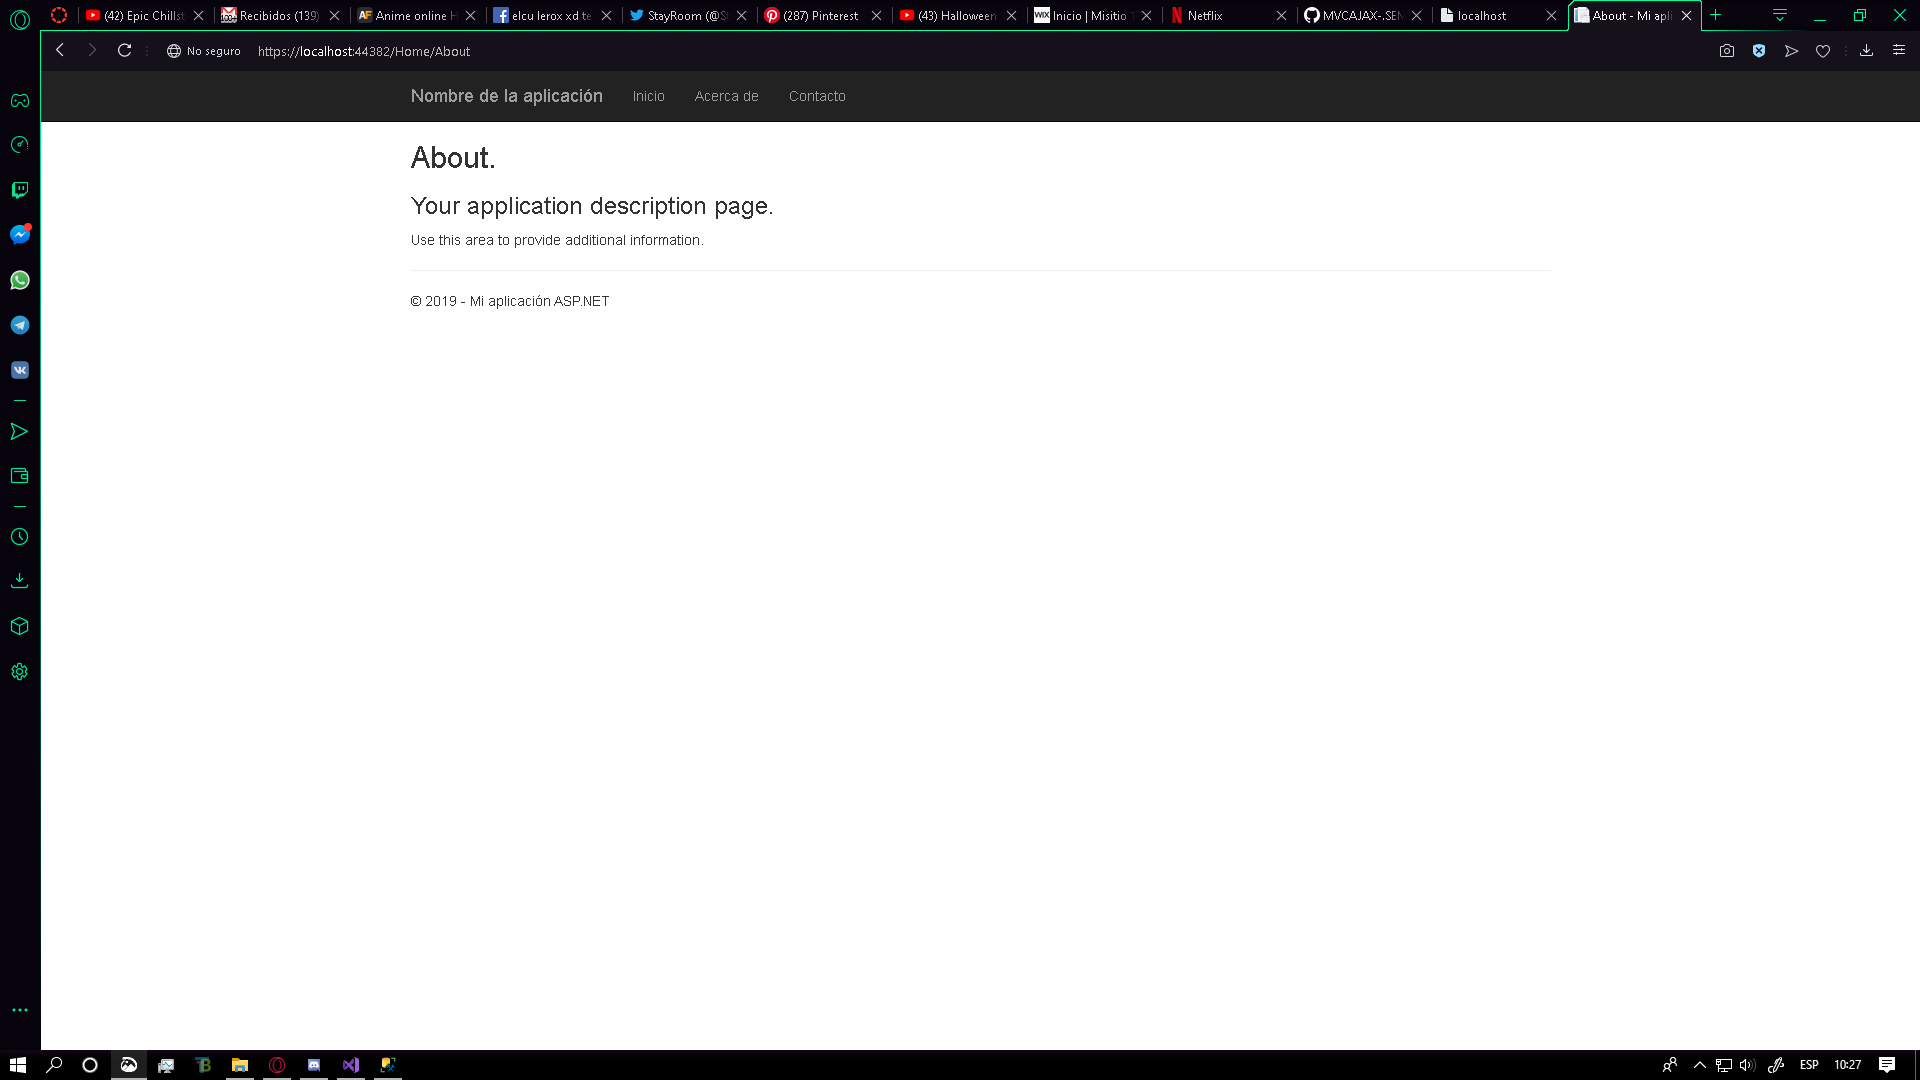 (42) Epic Chillst
Recibidos (139)
AF Anime online H
elcu lerox xd te
StayRoom (@S
(287) Pinterest
(43) Halloween
WIX Inicio | Misitio
Netflix
MVCAJAX-.SEN
localhost
About - Mi apli
No seguro https://localhost:44382/Home/About
Nombre de la aplicación Inicio Acerca de Contacto
About.
Your application description page.
Use this area to provide additional information.
© 2019 - Mi aplicación ASP.NET
ESP 10:27